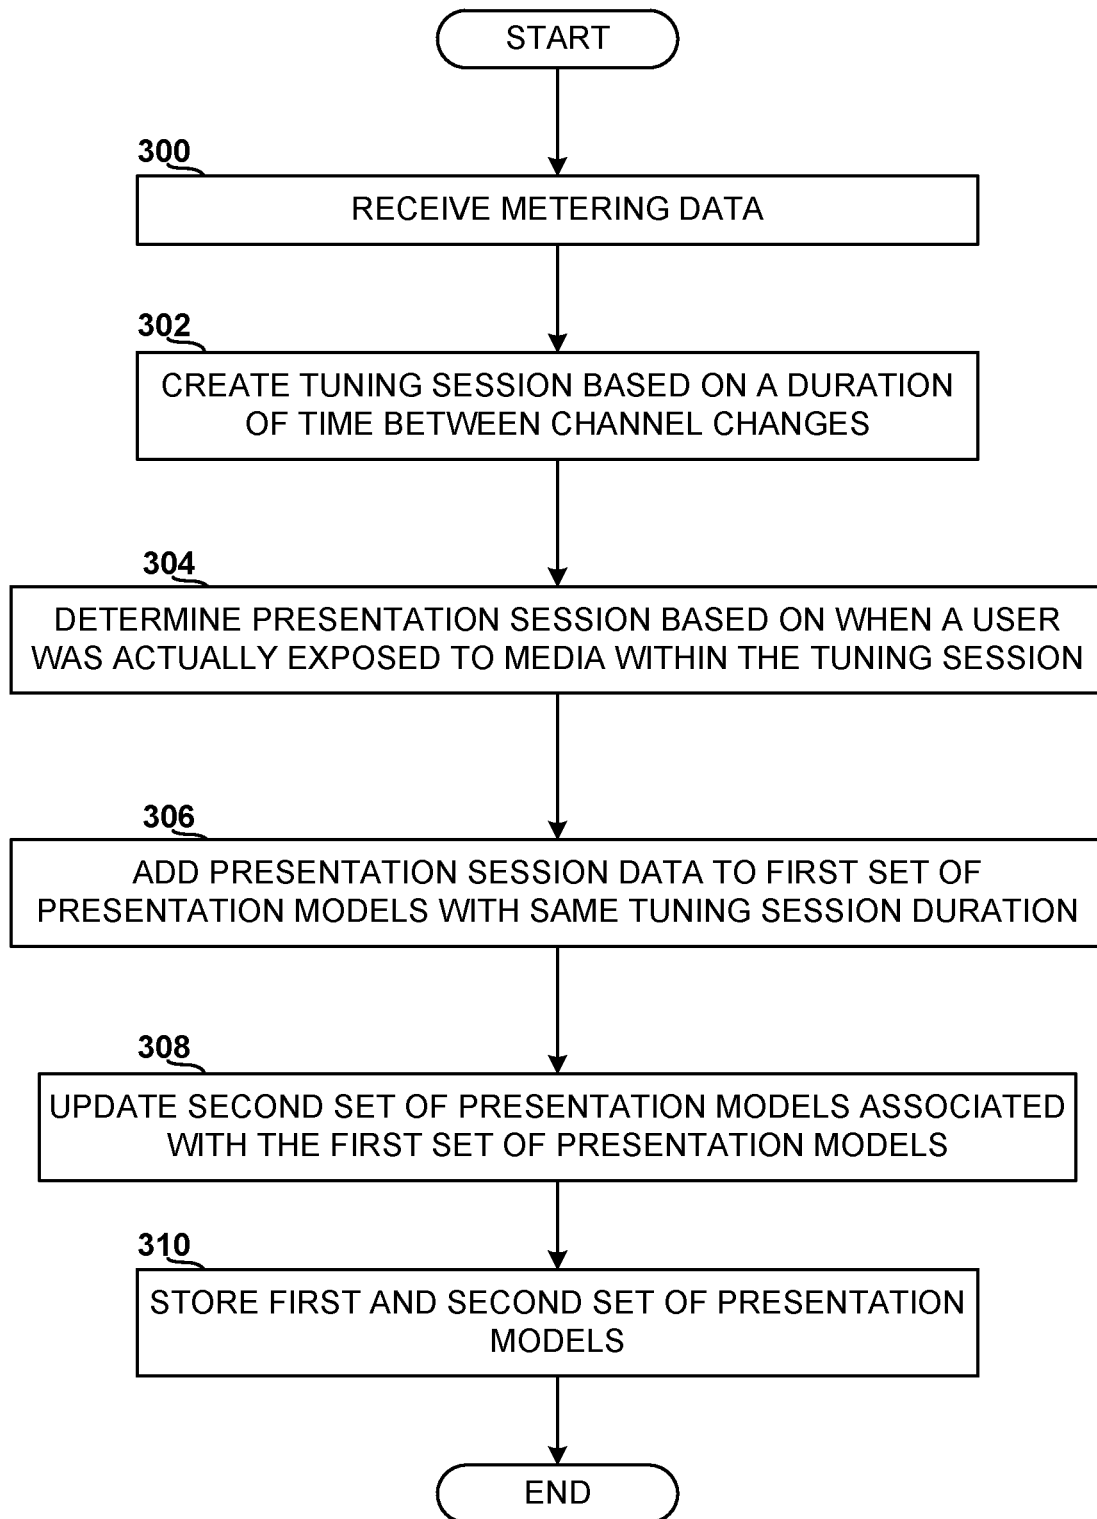 START
300
RECEIVE METERING DATA
302
CREATE TUNING SESSION BASED ON A DURATION
OF TIME BETWEEN CHANNEL CHANGES
304
DETERMINE PRESENTATION SESSION BASED ON WHEN A USER
WAS ACTUALLY EXPOSED TO MEDIA WITHIN THE TUNING SESSION
306
ADD PRESENTATION SESSION DATA TO FIRST SET OF
PRESENTATION MODELS WITH SAME TUNING SESSION DURATION
308
UPDATE SECOND SET OF PRESENTATION MODELS ASSOCIATED
WITH THE FIRST SET OF PRESENTATION MODELS
310
STORE FIRST AND SECOND SET OF PRESENTATION
MODELS
END